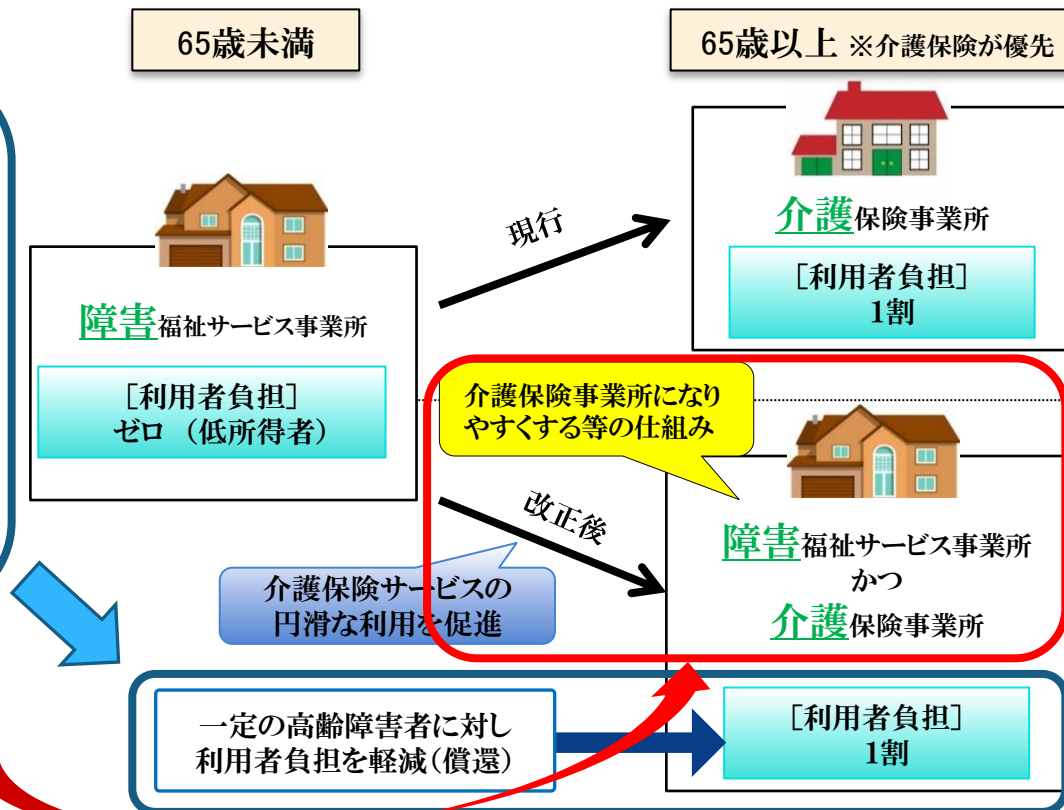 65歳未満
65歳以上 ※介護保険が優先
現行
介護保険事業所
[利用者負担]
1割
障害福祉サービス事業所
[利用者負担]
ゼロ (低所得者)
介護保険事業所になり
やすくする等の仕組み
改正後
介護保険サービスの
円滑な利用を促進
障害福祉サービス事業所
かつ
介護保険事業所
一定の高齢障害者に対し
利用者負担を軽減(償還)
[利用者負担]
1割